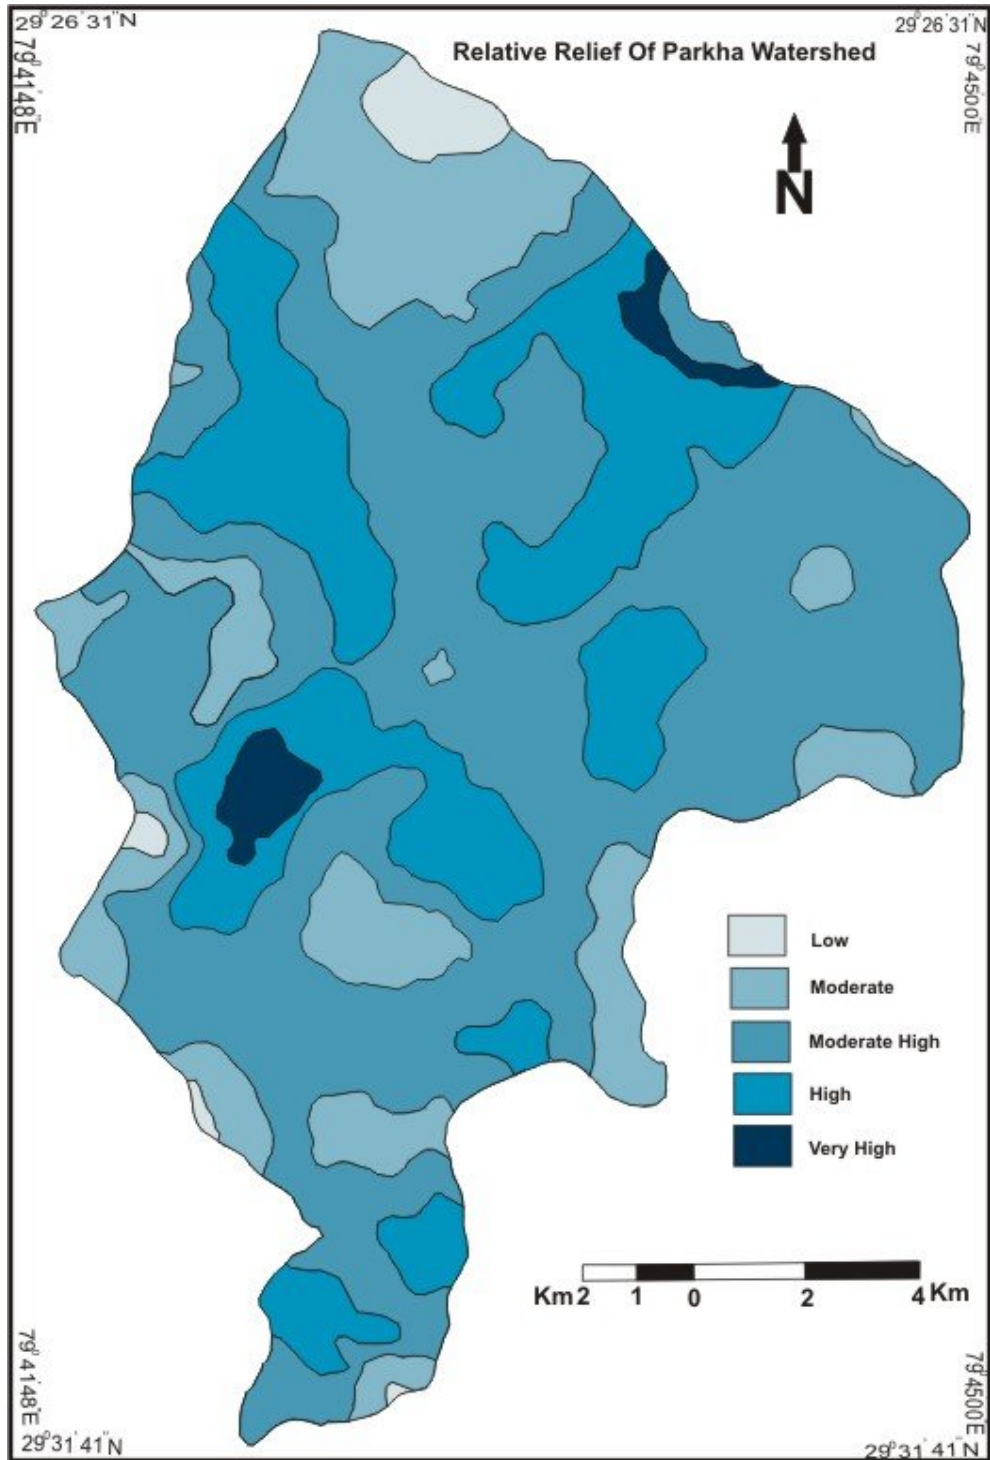 29° 26' 31" N
29° 26' 31 N
79° 41' 48" E
79° 45' 00" E
Relative Relief Of Parkha Watershed
N
Low
Moderate
Moderate High
High
Very High
Km 2 1 0 2 4 Km
79° 41' 48" E
79° 45' 00" E
29° 31' 41" N
29° 31' 41" N